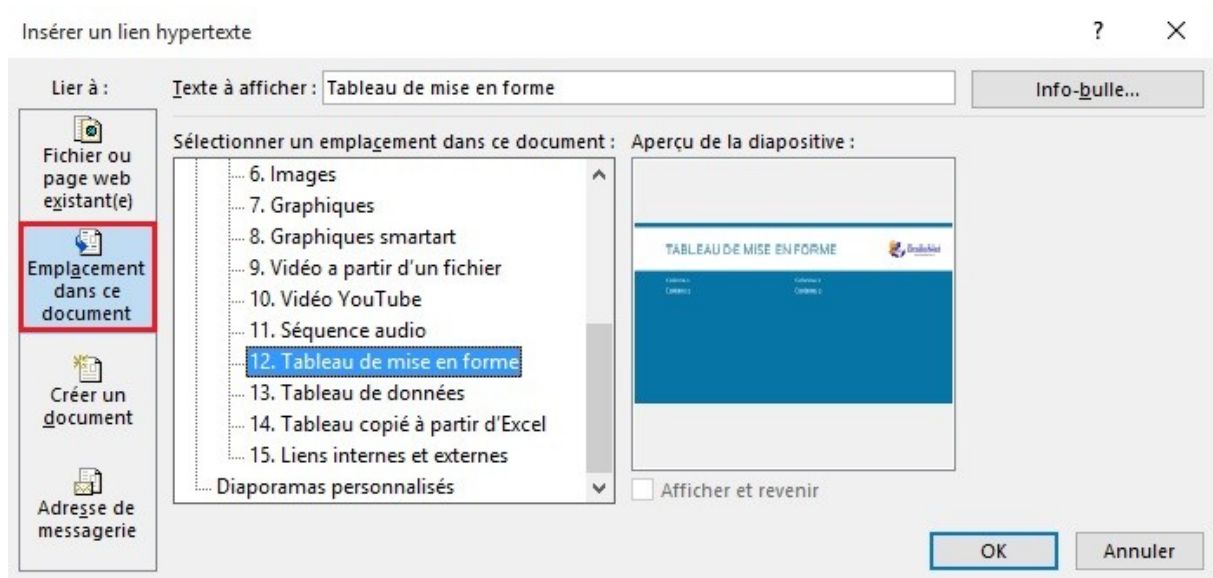 Insérer un lien hypertexte
?
Lier à :
Texte à afficher : Tableau de mise en forme
Info-bulle...
Fichier ou
page web
existant(e)
Emplacement
dans ce
document
Créer un
document
Adresse de
messagerie
Sélectionner un emplacement dans ce document :
6. Images
7. Graphiques
8. Graphiques smartart
9. Vidéo a partir d'un fichier
10. Vidéo YouTube
11. Séquence audio
12. Tableau de mise en forme
13. Tableau de données
14. Tableau copié à partir d'Excel
15. Liens internes et externes
Diaporamas personnalisés
Aperçu de la diapositive :
TABLEAU DE MISE EN FORME
Afficher et revenir
OK
Annuler